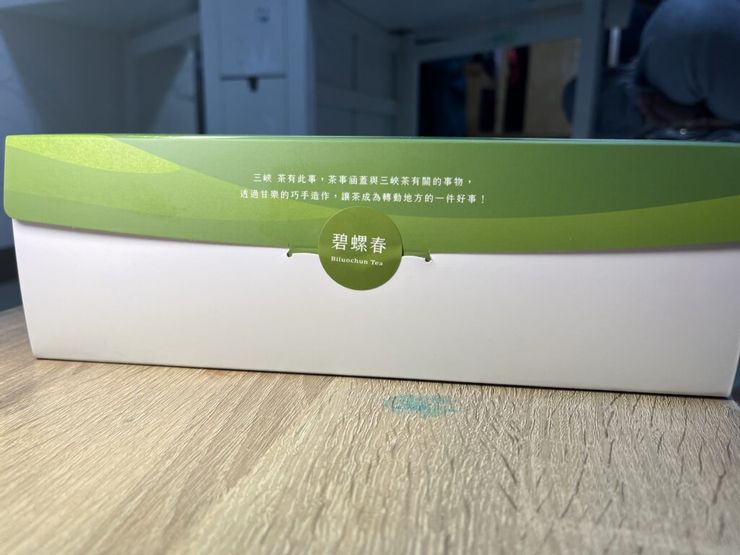 三峽 茶有此事，茶事涵蓋與三峽茶有關的事物，
透過甘樂的巧手造作，讓茶成為轉動地方的一件好事！
碧螺春
Biluochun Tea